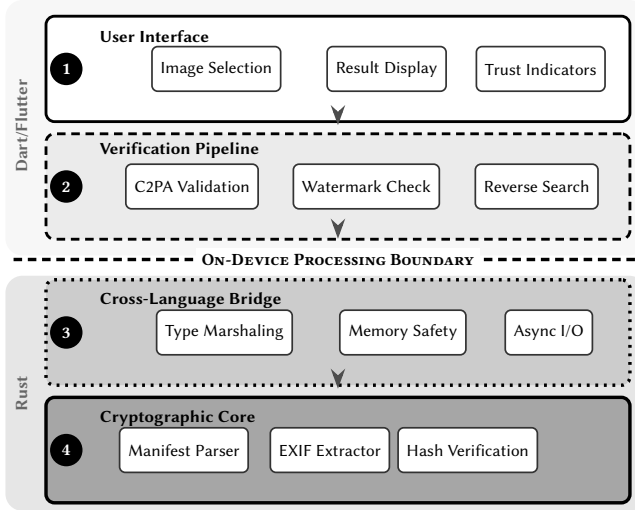 Dart/Flutter
User Interface
1
Image Selection
Result Display
Trust Indicators
Verification Pipeline
2
C2PA Validation
Watermark Check
Reverse Search
On-Device Processing Boundary
Rust
Cross-Language Bridge
3
Type Marshaling
Memory Safety
Async I/O
Cryptographic Core
4
Manifest Parser
EXIF Extractor
Hash Verification